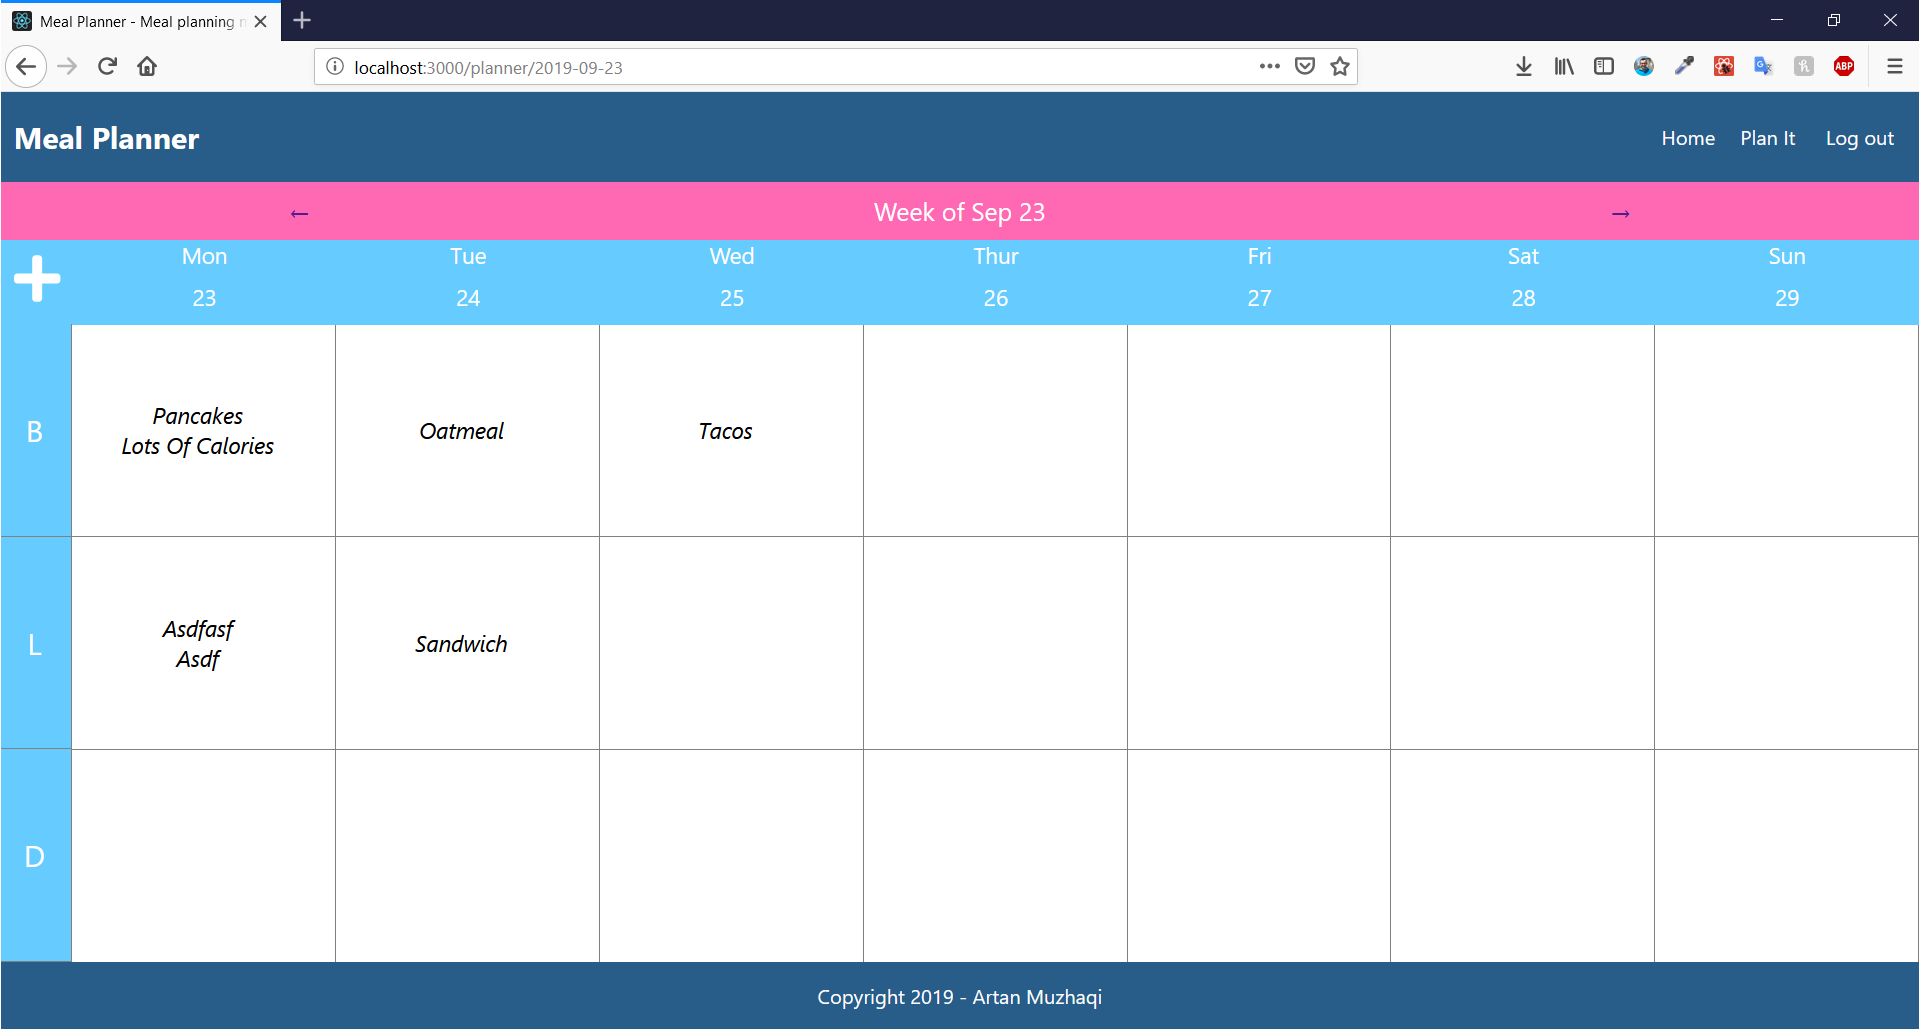 Meal Planner - Meal planning
localhost:3000/planner/2019-09-23
ABP
Meal Planner
Home Plan It Log out
← Week of Sep 23 →
Mon Tue Wed Thur Fri Sat Sun
23 24 25 26 27 28 29
B
Pancakes
Lots Of Calories
Oatmeal
Tacos
L
Asdfasf
Asdf
Sandwich
D
Copyright 2019 - Artan Muzhaqi